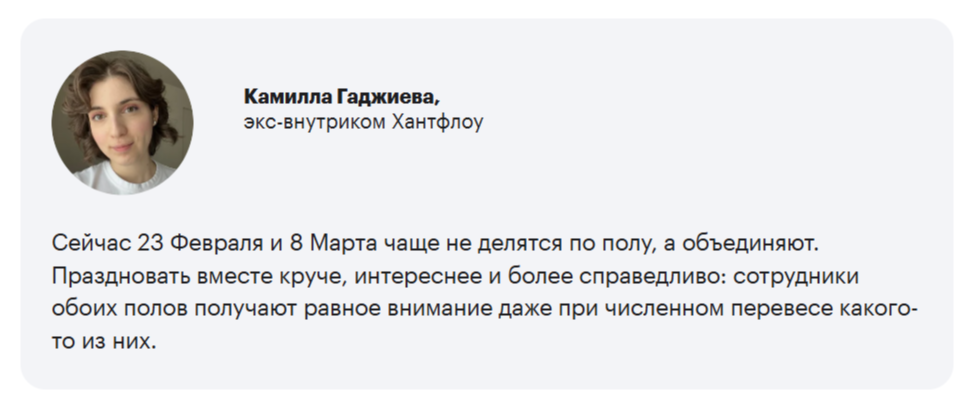 Камилла Гаджиева,
экс-внутриком Хантфлоу
Сейчас 23 Февраля и 8 Марта чаще не делятся по полу, а объединяют.
Праздновать вместе круче, интереснее и более справедливо: сотрудники
обоих полов получают равное внимание даже при численном перевесе какого-
то из них.